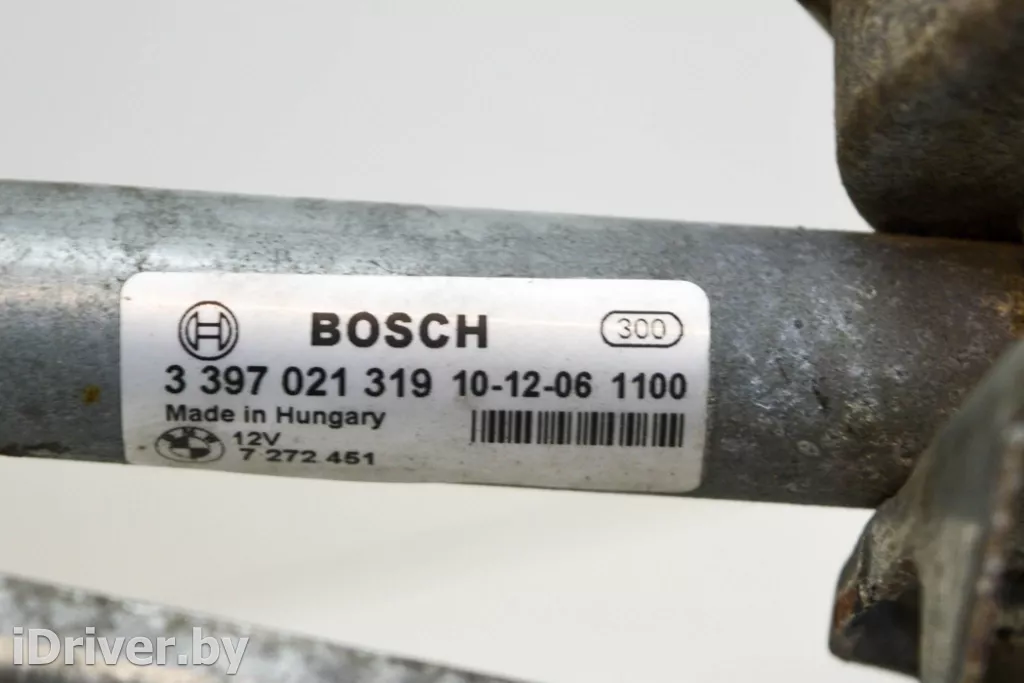 BOSCH 300
3 397 021 319 10-12-06 1100
Made in Hungary
12V
7 272 451
iDriver.by